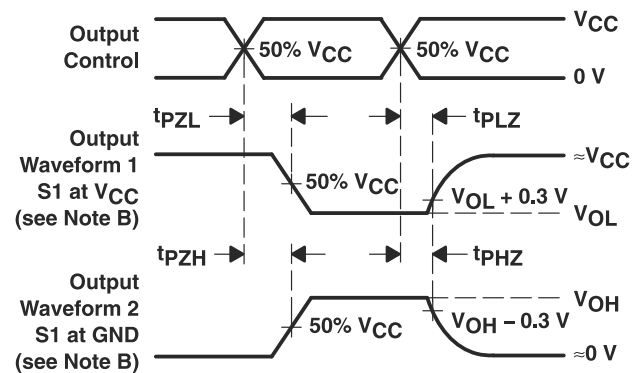 Output
Control
50% VCC
50% VCC
VCC
0 V
tPZL
tPLZ
Output
Waveform 1
S1 at VCC
(see Note B)
50% VCC
≈VCC
VOL + 0.3 V
VOL
tPZH
tPHZ
Output
Waveform 2
S1 at GND
(see Note B)
50% VCC
VOH
VOH − 0.3 V
≈0 V